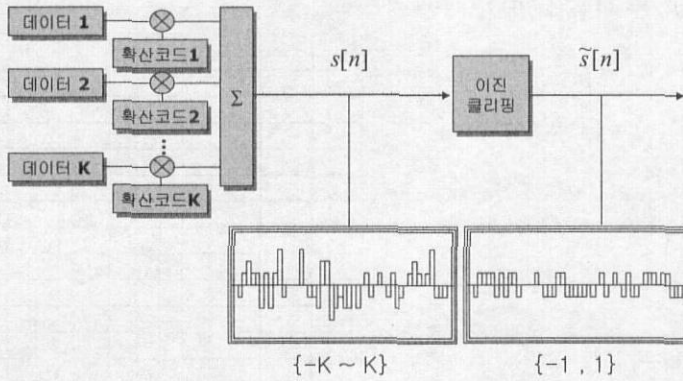 데이터 1
확산코드1
데이터 2
확산코드2
데이터 K
확산코드K
Σ
s[n]
이진
클리핑
s̃[n]
{-K ~ K}
{-1 , 1}